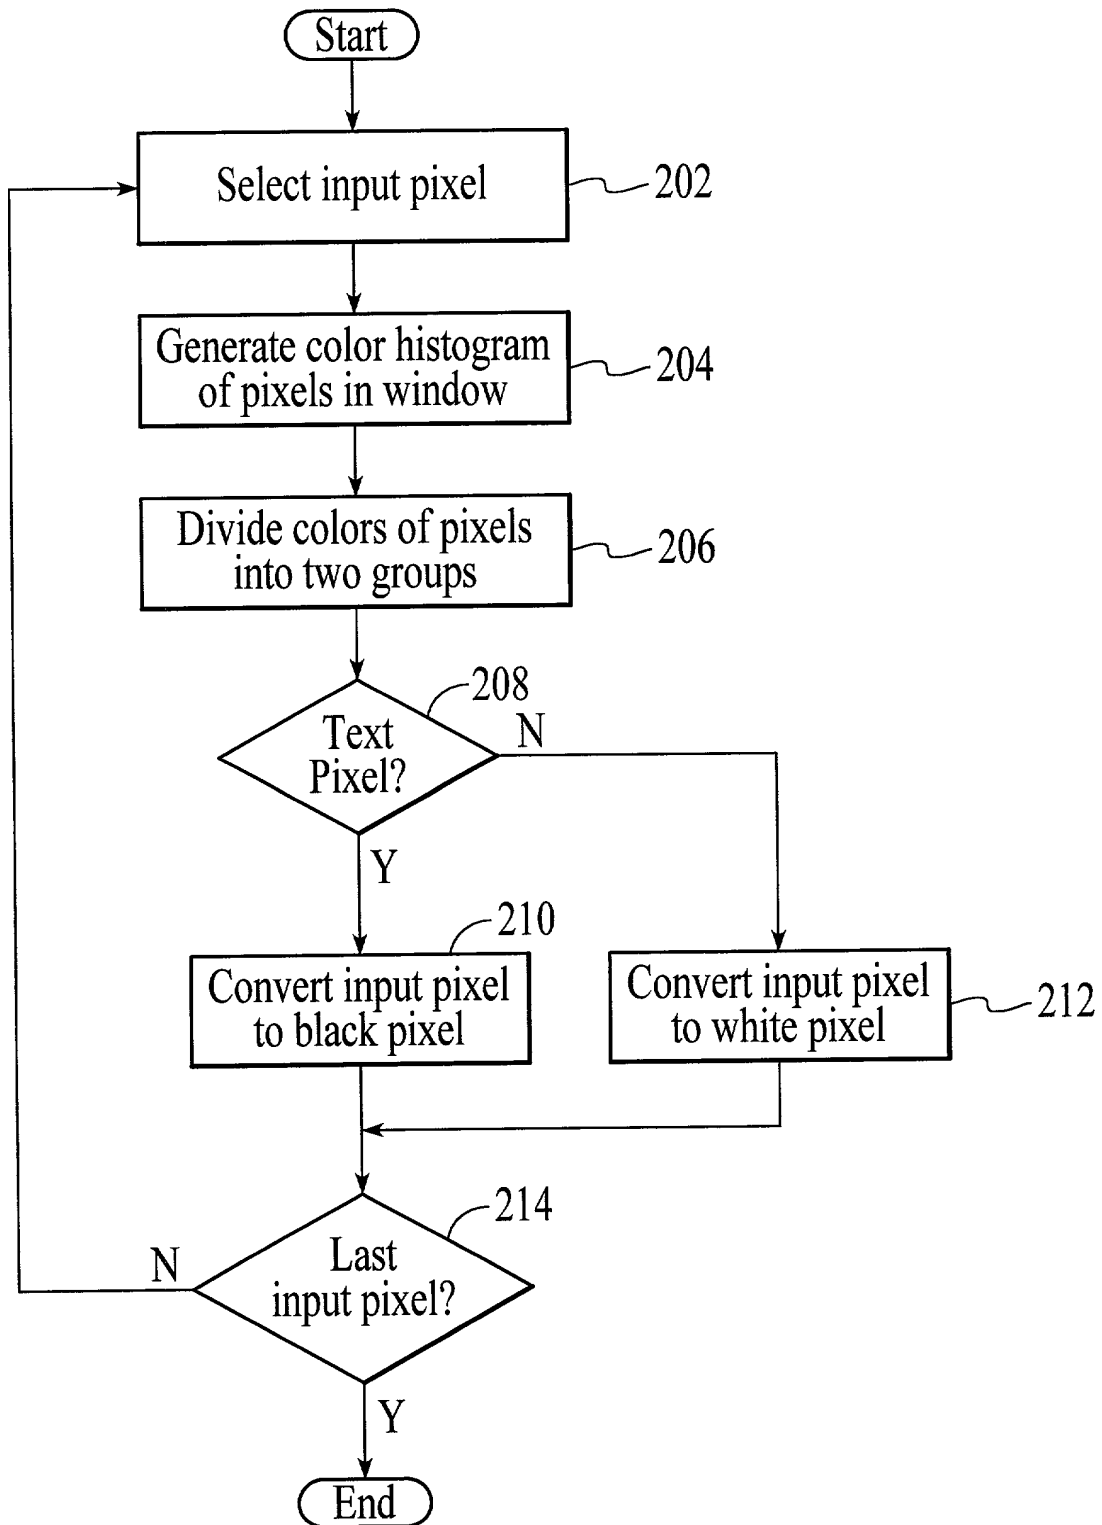 Start
Select input pixel
202
Generate color histogram
of pixels in window
204
Divide colors of pixels
into two groups
206
208
Text
Pixel?
N
Y
210
Convert input pixel
to black pixel
Convert input pixel
to white pixel
212
214
Last
input pixel?
N
Y
End